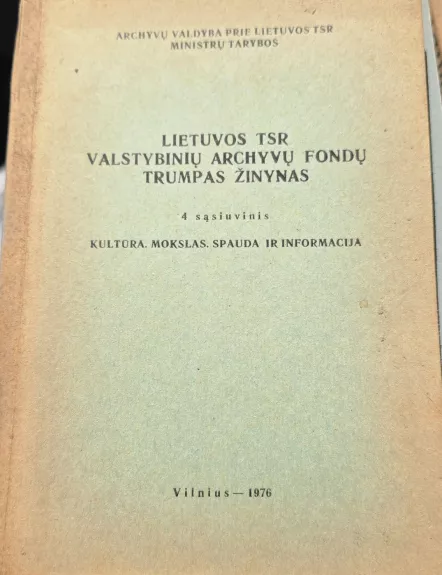 ARCHYVŲ VALDYBA PRIE LIETUVOS TSR
MINISTRŲ TARYBOS
LIETUVOS TSR
VALSTYBINIŲ ARCHYVŲ FONDŲ
TRUMPAS ŽINYNAS
4 sąsiuvinis
KULTŪRA. MOKSLAS. SPAUDA IR INFORMACIJA
Vilnius — 1976